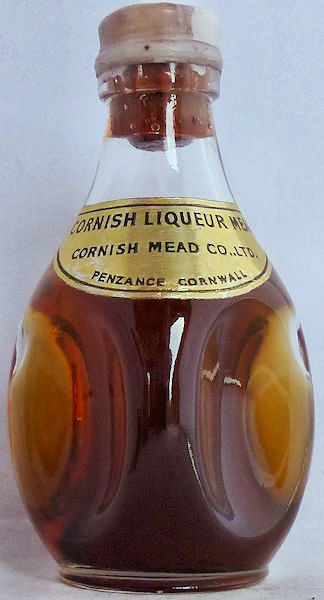 CORNISH LIQUEUR
CORNISH MEAD CO., LTD.
PENZANCE CORNWALL